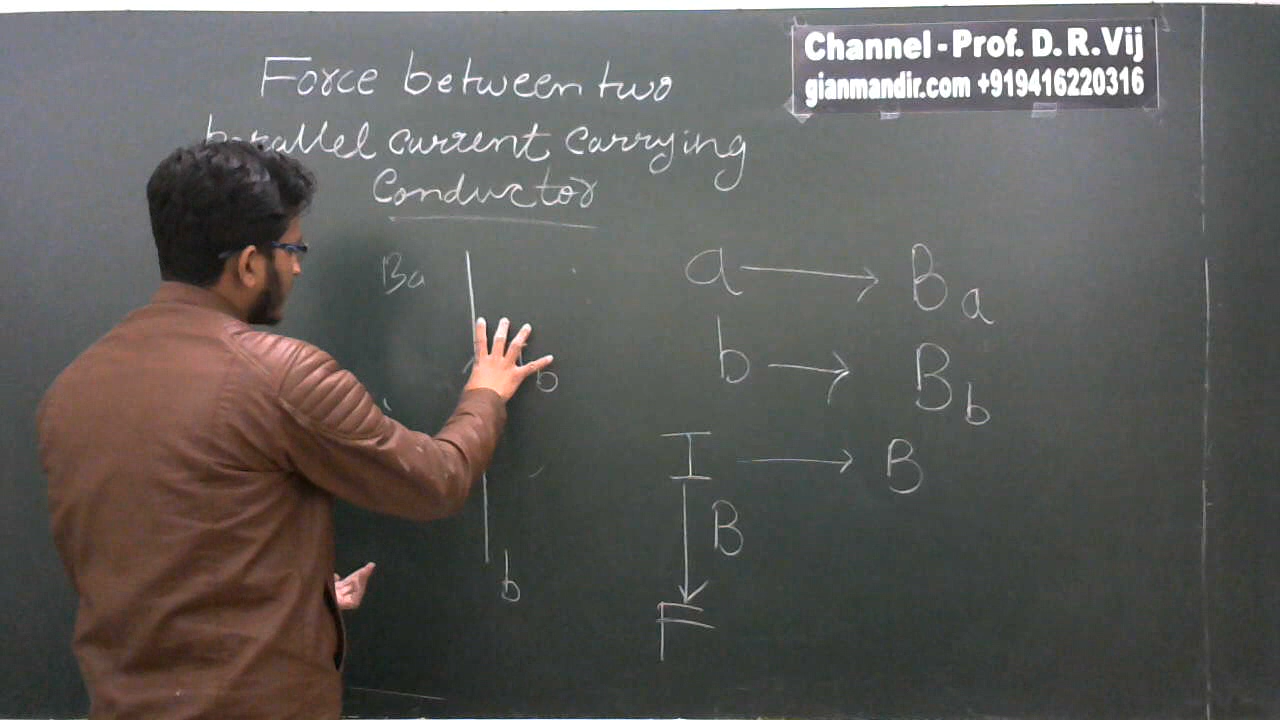 Channel - Prof. D. R. Vij
gianmandir.com +919416220316
Force between two
parallel current carrying
Conductor
Ba
b
b
a → Ba
b → Bb
I → B
B
F